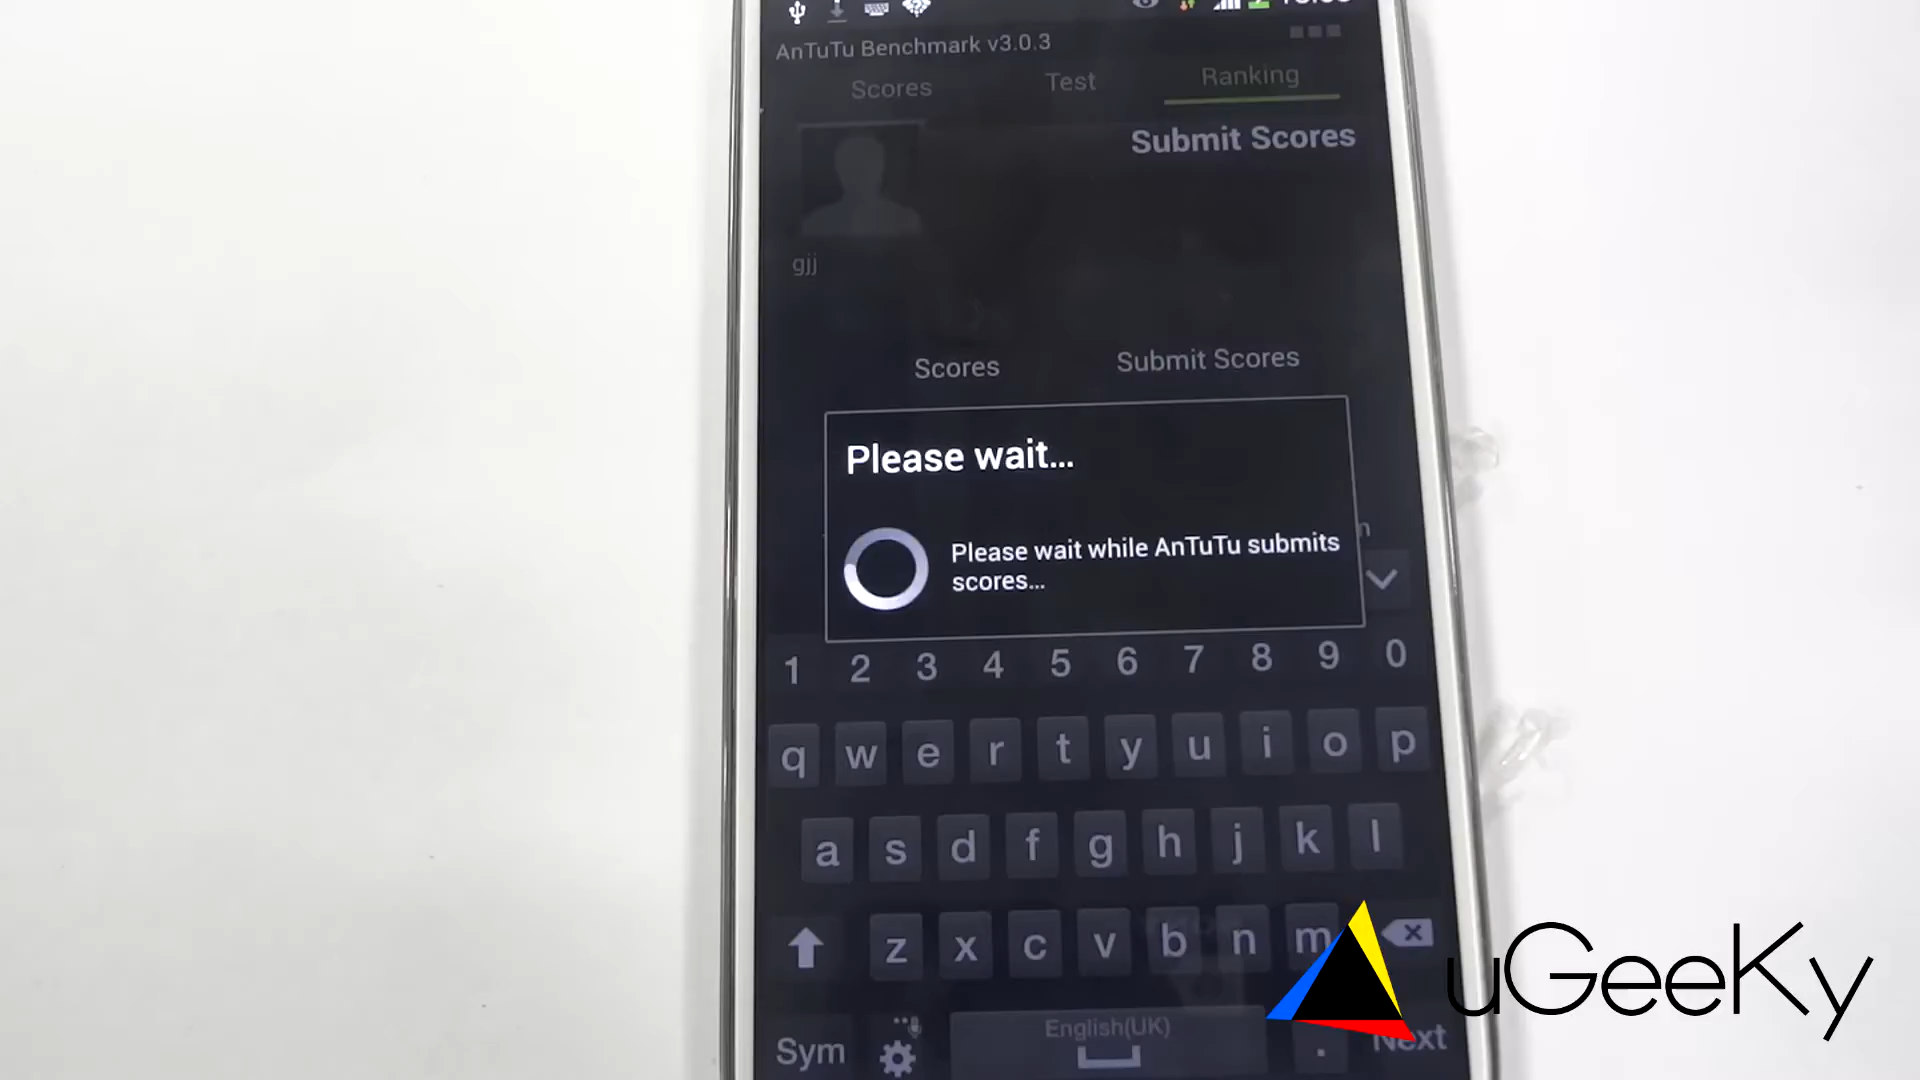 AnTuTu Benchmark v3.0.3
Scores Test Ranking
Submit Scores
gjj
Scores Submit Scores
Please wait...
Please wait while AnTuTu submits
scores...
1 2 3 4 5 6 7 8 9 0
q w e r t y u i o p
a s d f g h j k l
z x c v b n m
Sym English(UK) . Next
uGeeKy